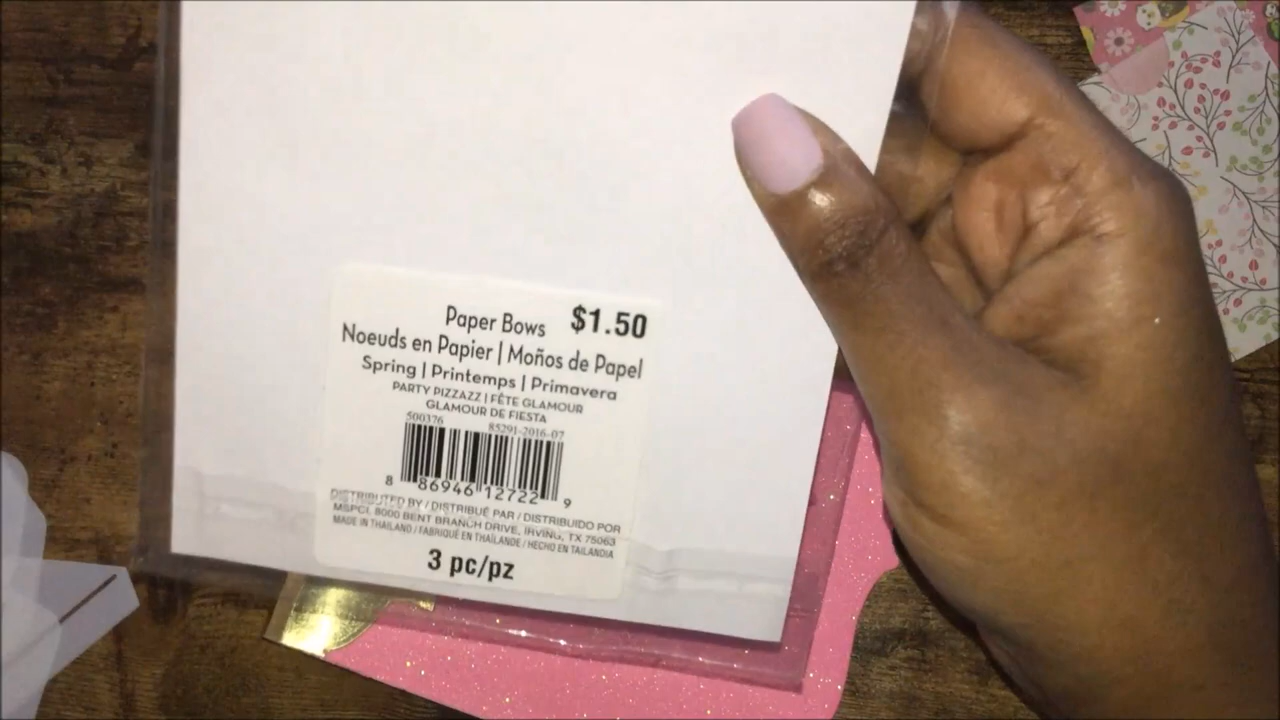 Paper Bows $1.50
Noeuds en Papier | Moños de Papel
Spring | Printemps | Primavera
PARTY PIZZAZZ | FÊTE GLAMOUR
GLAMOUR DE FIESTA
500376 85291-2016-07
8 86946 12722 9
DISTRIBUTED BY / DISTRIBUÉ PAR / DISTRIBUIDO POR
MSPCI, 8000 BENT BRANCH DRIVE, IRVING, TX 75063
MADE IN THAILAND / FABRIQUÉ EN THAÏLANDE / HECHO EN TAILANDIA
3 pc/pz